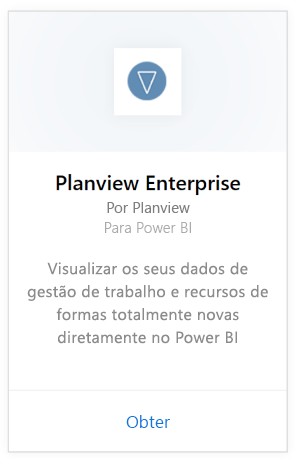 Planview Enterprise
Por Planview
Para Power BI
Visualizar os seus dados de
gestão de trabalho e recursos de
formas totalmente novas
diretamente no Power BI
Obter